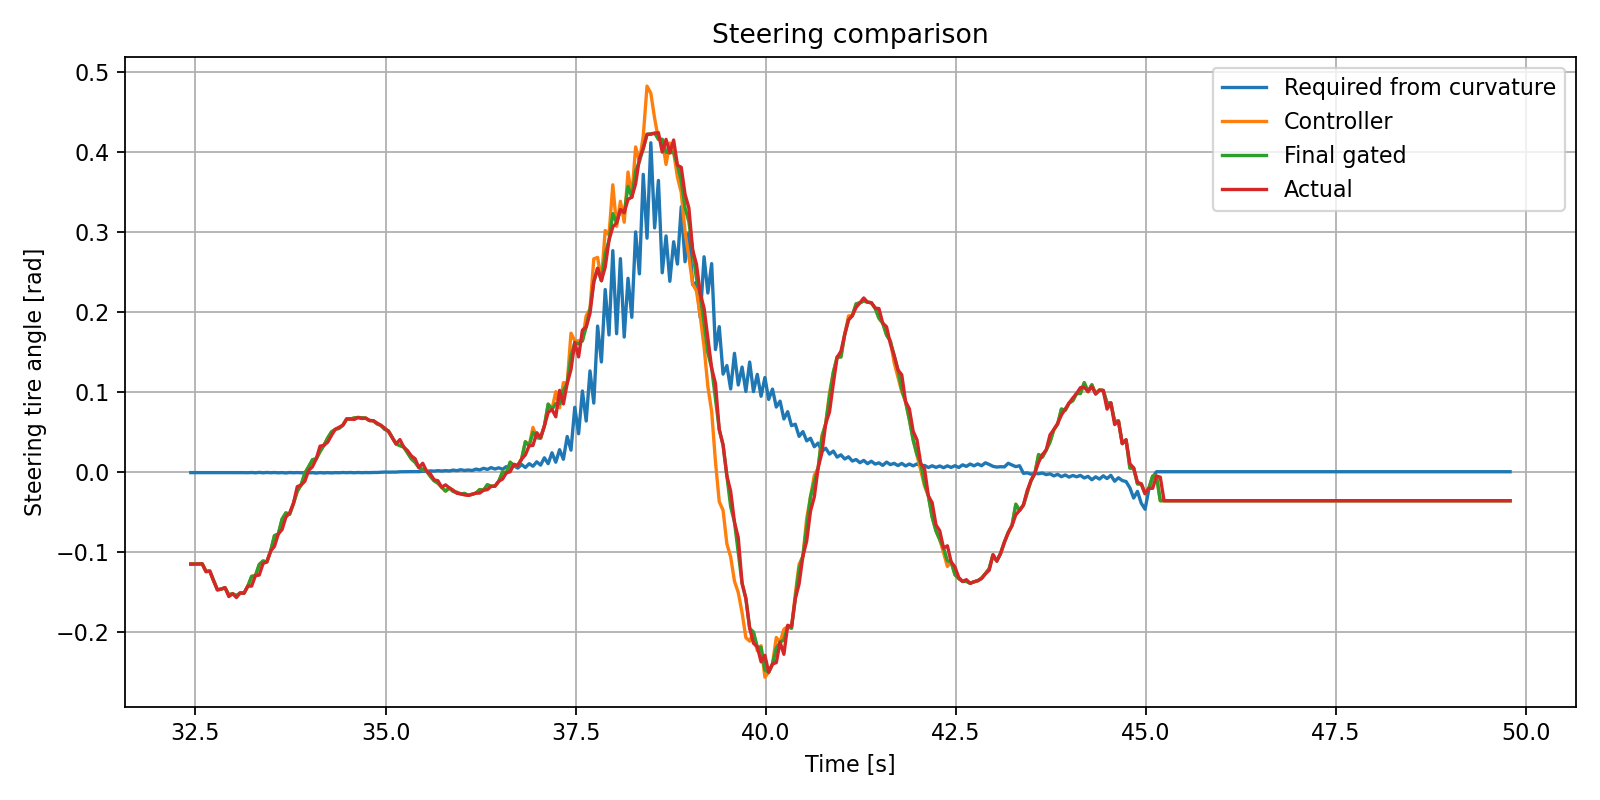 Steering comparison
Required from curvature
Controller
Final gated
Actual
Steering tire angle [rad]
0.5
0.4
0.3
0.2
0.1
0.0
−0.1
−0.2
32.5 35.0 37.5 40.0 42.5 45.0 47.5 50.0
Time [s]